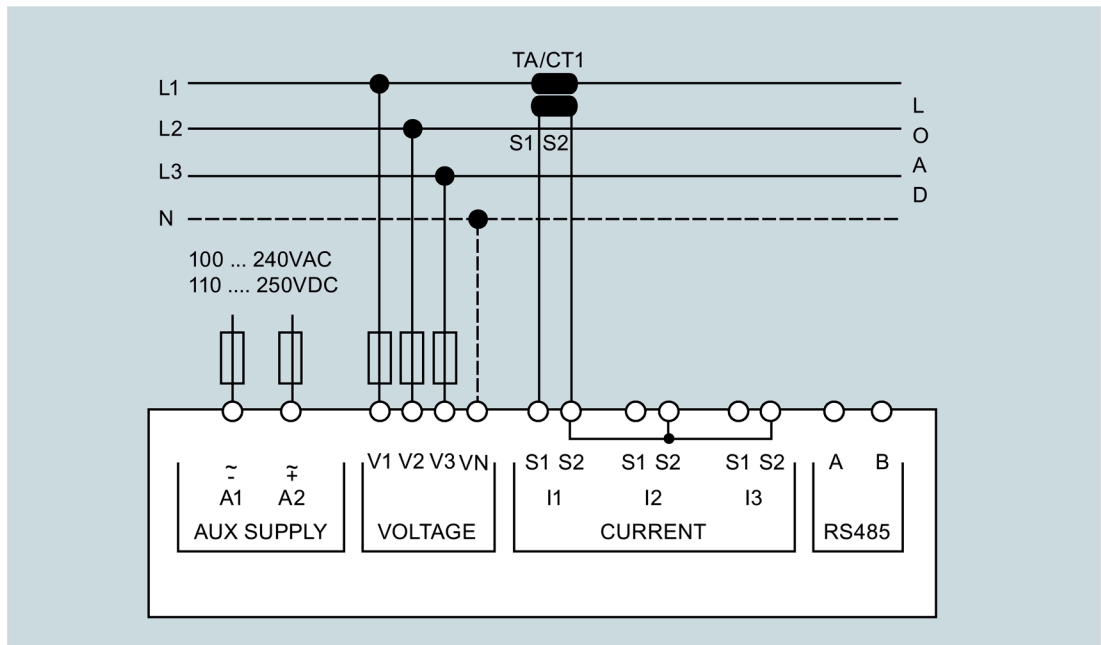 TA/CT1
L1
L2
L3
N
S1 S2
L
O
A
D
100 ... 240VAC
110 .... 250VDC
V1 V2 V3 VN
S1 S2 S1 S2 S1 S2
A B
~ ~
- +
A1 A2
I1 I2 I3
AUX SUPPLY VOLTAGE CURRENT RS485